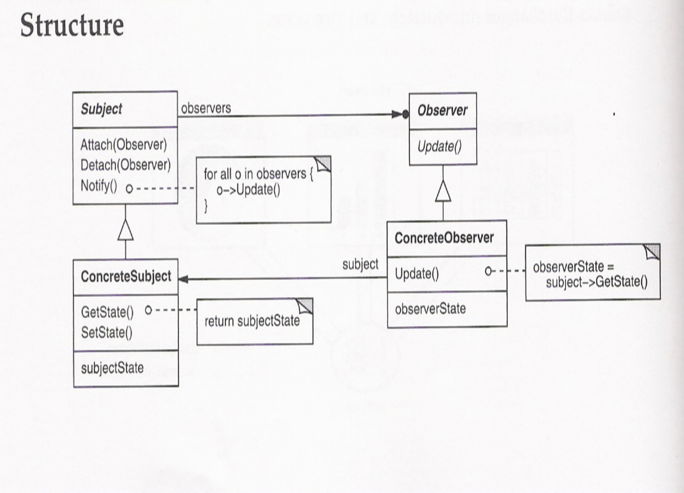 Structure
Subject
observers
Observer
Attach(Observer)
Detach(Observer)
Notify()
for all o in observers {
o->Update()
}
Update()
ConcreteObserver
Update()
observerState =
subject->GetState()
observerState
subject
ConcreteSubject
GetState()
SetState()
return subjectState
subjectState